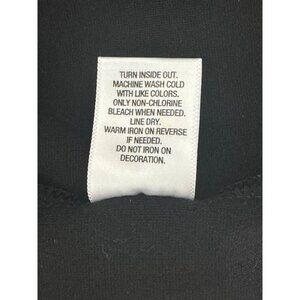 TURN INSIDE OUT.
MACHINE WASH COLD
WITH LIKE COLORS.
ONLY NON-CHLORINE
BLEACH WHEN NEEDED.
LINE DRY.
WARM IRON ON REVERSE
IF NEEDED.
DO NOT IRON ON
DECORATION.